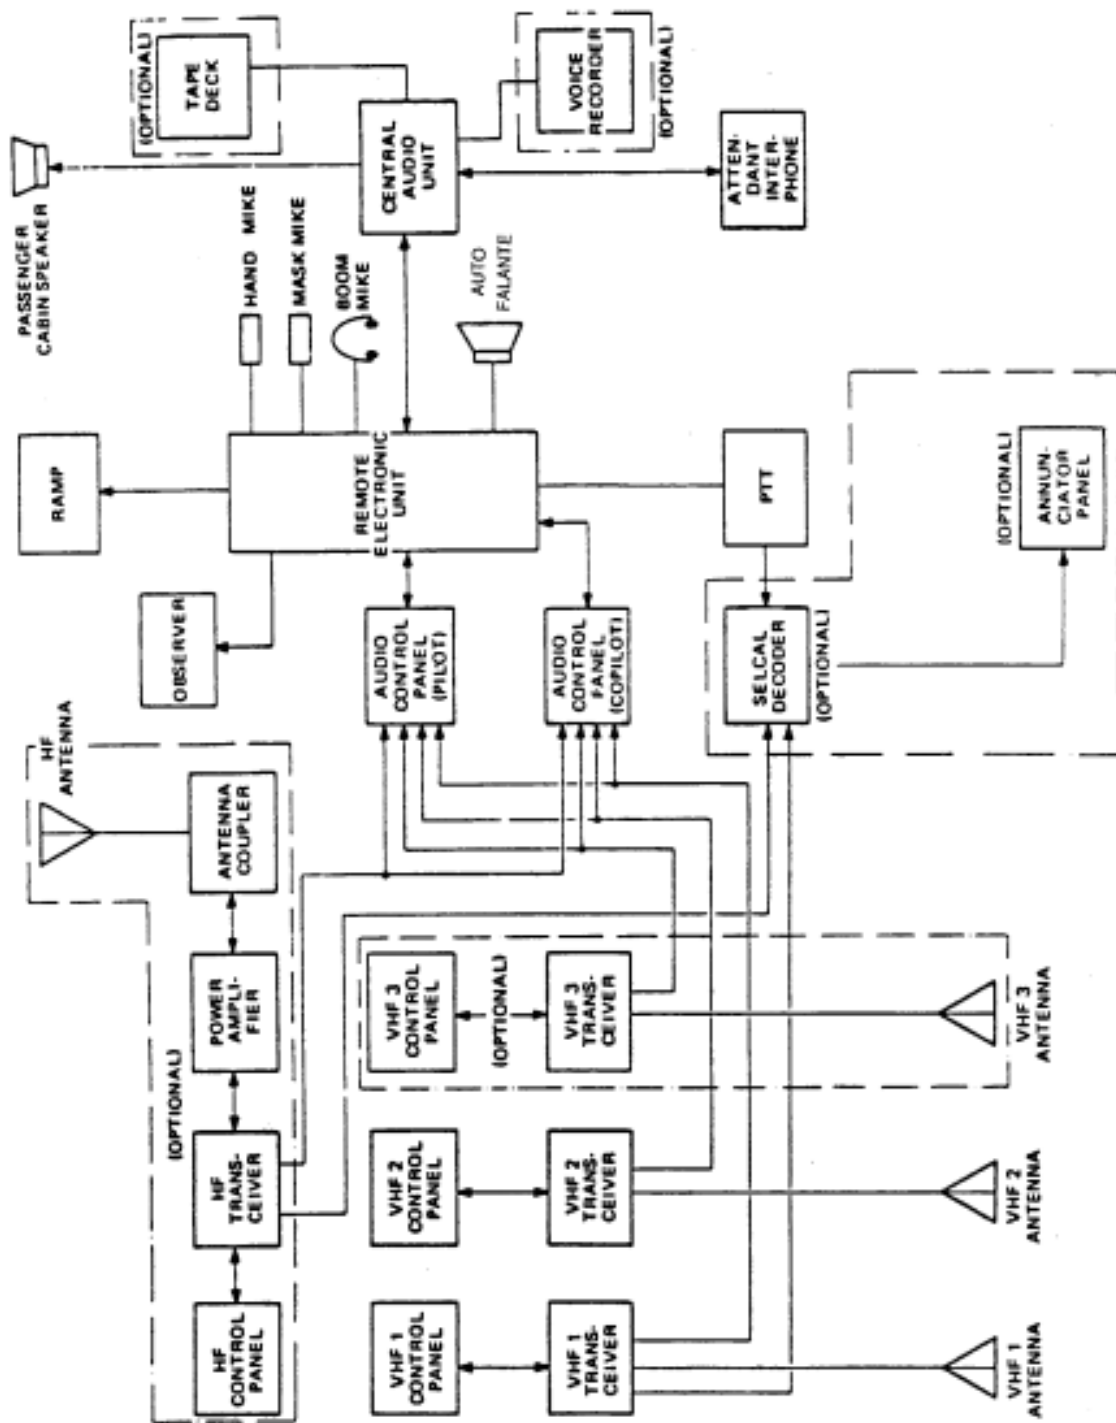 PASSENGER
CABIN SPEAKER
HF
ANTENNA
RAMP
(OPTIONAL)
TAPE
DECK
(OPTIONAL)
OBSERVER
HF
CONTROL
PANEL
HF
TRANS-
CEIVER
POWER
AMPLI-
FIER
ANTENNA
COUPLER
HAND MIKE
MASK MIKE
BOOM
MIKE
REMOTE
ELECTRONIC
UNIT
CENTRAL
AUDIO
UNIT
VHF 1
CONTROL
PANEL
VHF 2
CONTROL
PANEL
VHF 3
CONTROL
PANEL
AUDIO
CONTROL
PANEL
(PILOT)
AUTO
FALANTE
(OPTIONAL)
VOICE
RECORDER
(OPTIONAL)
VHF 1
TRANS-
CEIVER
VHF 2
TRANS-
CEIVER
VHF 3
TRANS-
CEIVER
AUDIO
CONTROL
PANEL
(COPILOT)
SELCAL
DECODER
(OPTIONAL)
PTT
ATTEN-
DANT
INTER-
PHONE
VHF 1
ANTENNA
VHF 2
ANTENNA
VHF 3
ANTENNA
(OPTIONAL)
ANNUN-
CIATOR
PANEL